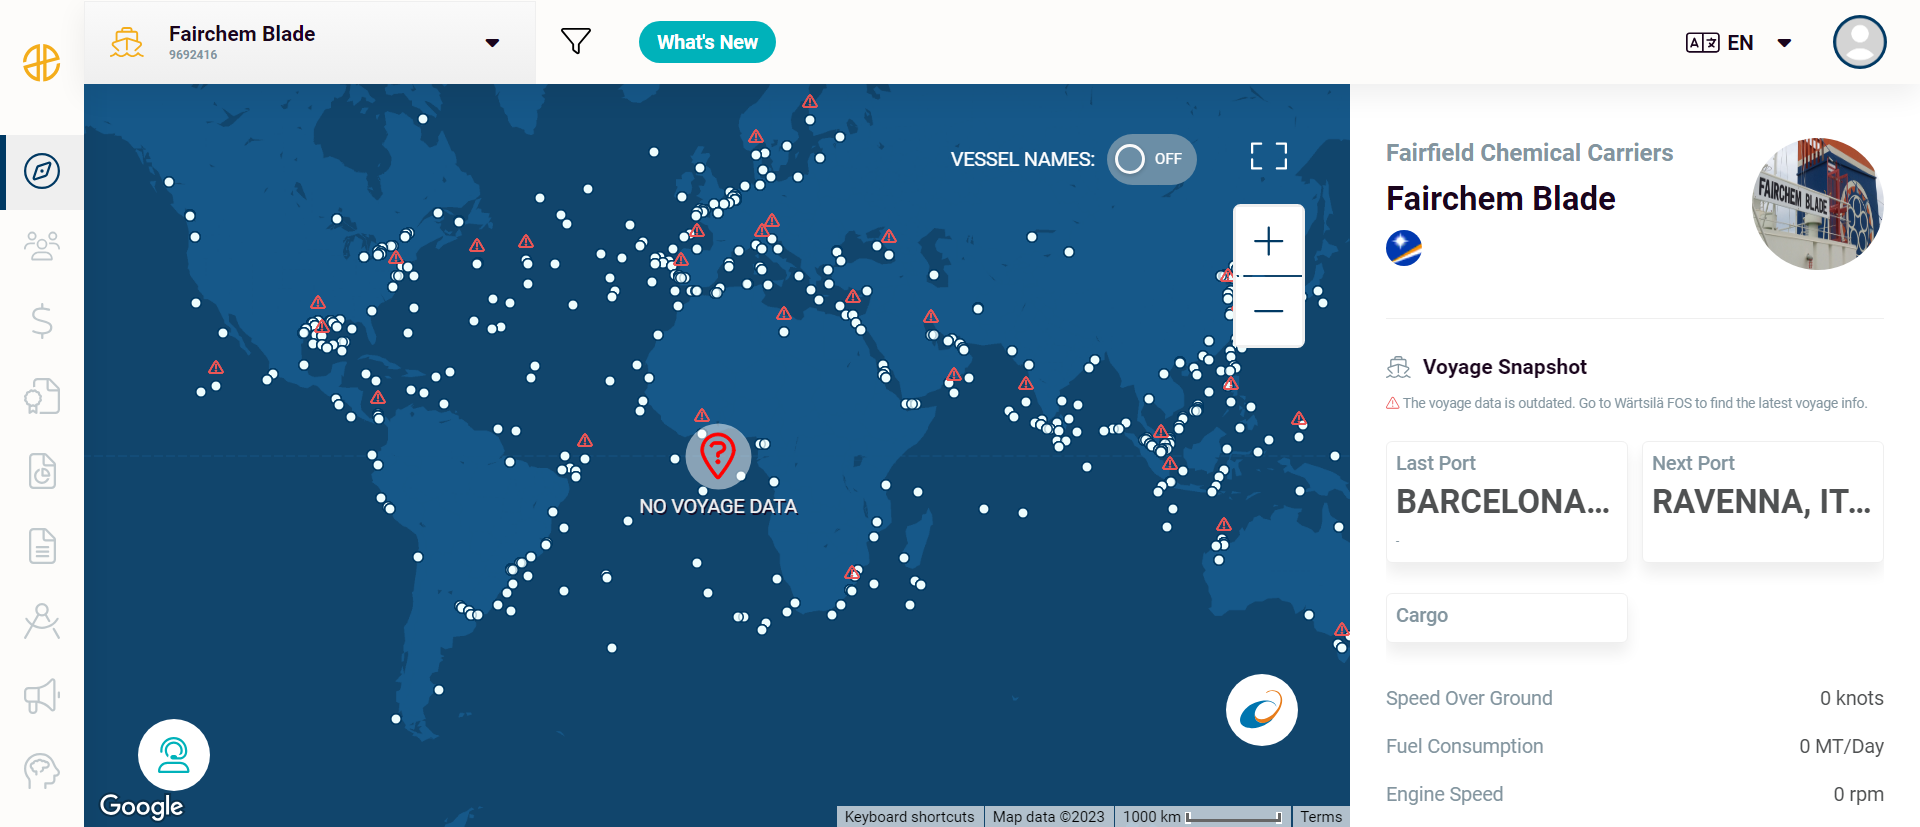 Fairchem Blade
9692416
What's New
EN
VESSEL NAMES:
OFF
NO VOYAGE DATA
Google
Keyboard shortcuts
Map data ©2023
1000 km
Terms
Fairfield Chemical Carriers
Fairchem Blade
FAIRCHEM BLADE
Voyage Snapshot
The voyage data is outdated. Go to Wärtsilä FOS to find the latest voyage info.
Last Port
BARCELONA...
-
Next Port
RAVENNA, IT...
Cargo
Speed Over Ground
0 knots
Fuel Consumption
0 MT/Day
Engine Speed
0 rpm